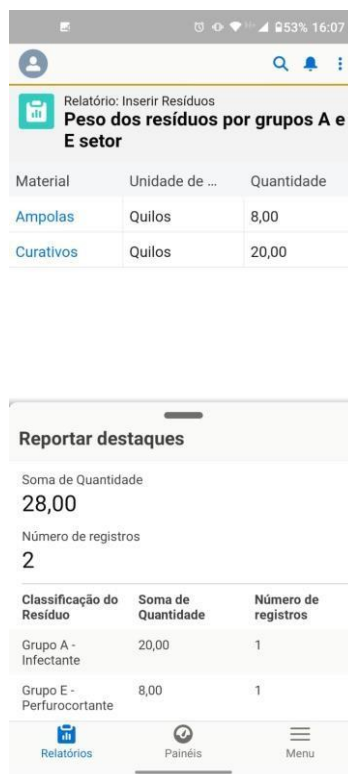 53% 16:07
Relatório: Inserir Resíduos
Peso dos resíduos por grupos A e
E setor
Material Unidade de ... Quantidade
Ampolas Quilos 8,00
Curativos Quilos 20,00
Reportar destaques
Soma de Quantidade
28,00
Número de registros
2
Classificação do Soma de Número de
Resíduo Quantidade registros
Grupo A - 20,00 1
Infectante
Grupo E - 8,00 1
Perfurocortante
Relatórios Painéis Menu